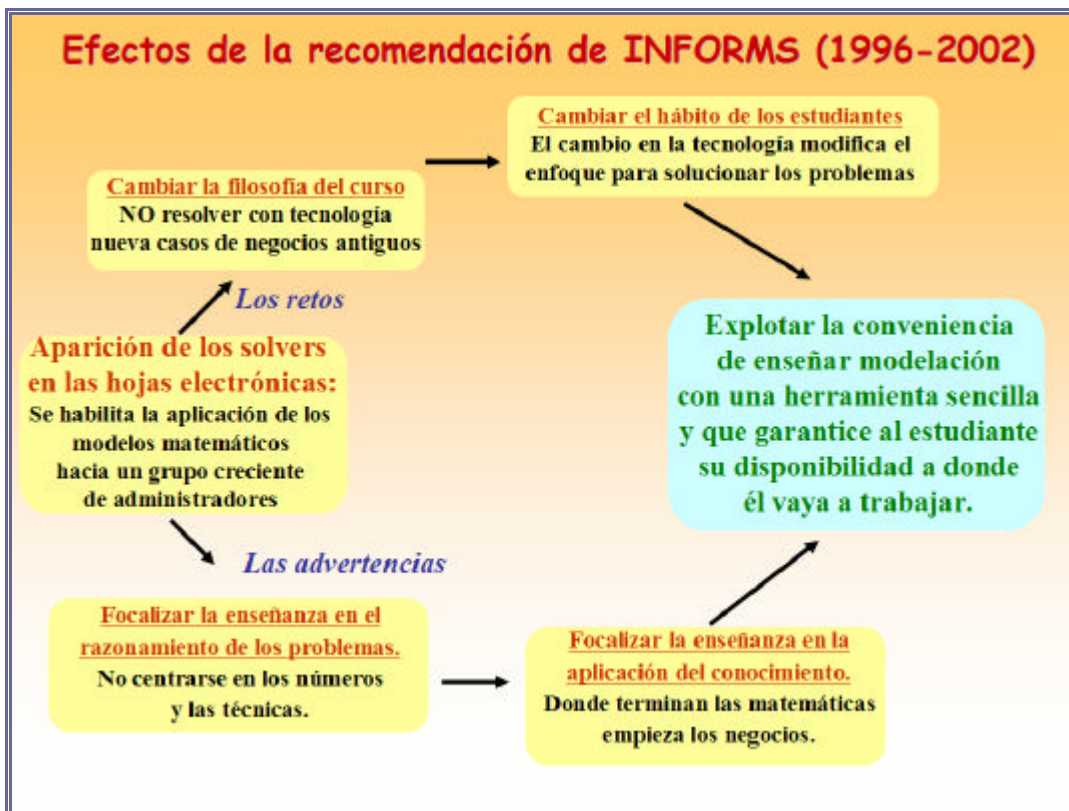 Efectos de la recomendación de INFORMS (1996-2002)
Cambiar el hábito de los estudiantes
El cambio en la tecnología modifica el
enfoque para solucionar los problemas
Cambiar la filosofía del curso
NO resolver con tecnología
nueva casos de negocios antiguos
Los retos
Aparición de los solvers
en las hojas electrónicas:
Se habilita la aplicación de los
modelos matemáticos
hacia un grupo creciente
de administradores
Explotar la conveniencia
de enseñar modelación
con una herramienta sencilla
y que garantice al estudiante
su disponibilidad a donde
él vaya a trabajar.
Las advertencias
Focalizar la enseñanza en el
razonamiento de los problemas.
No centrarse en los números
y las técnicas.
Focalizar la enseñanza en la
aplicación del conocimiento.
Donde terminan las matemáticas
empieza los negocios.